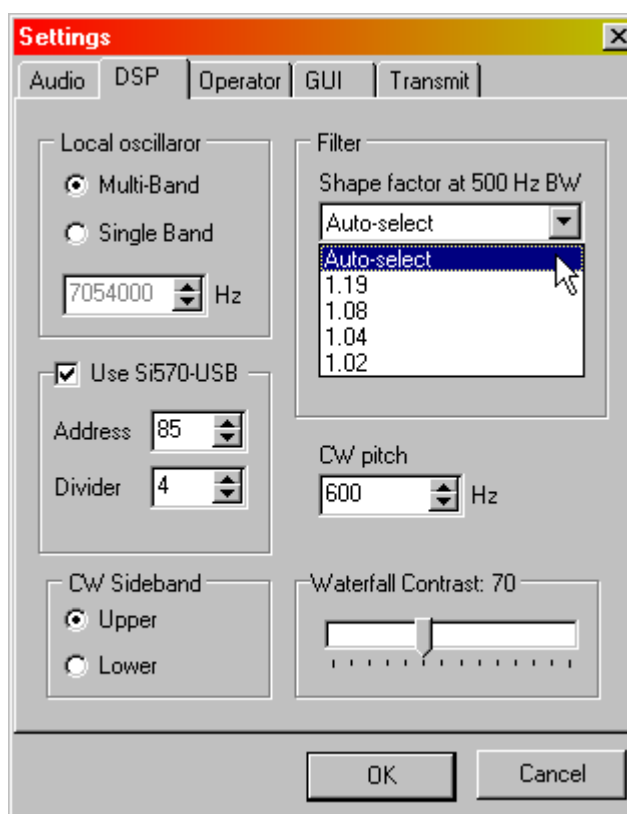 Settings
Audio DSP Operator GUI Transmit
Local oscillaror
Multi-Band
Single Band
7054000 Hz
Use Si570-USB
Address 85
Divider 4
CW Sideband
Upper
Lower
Filter
Shape factor at 500 Hz BW
Auto-select
Auto-select
1.19
1.08
1.04
1.02
CW pitch
600 Hz
Waterfall Contrast: 70
OK Cancel